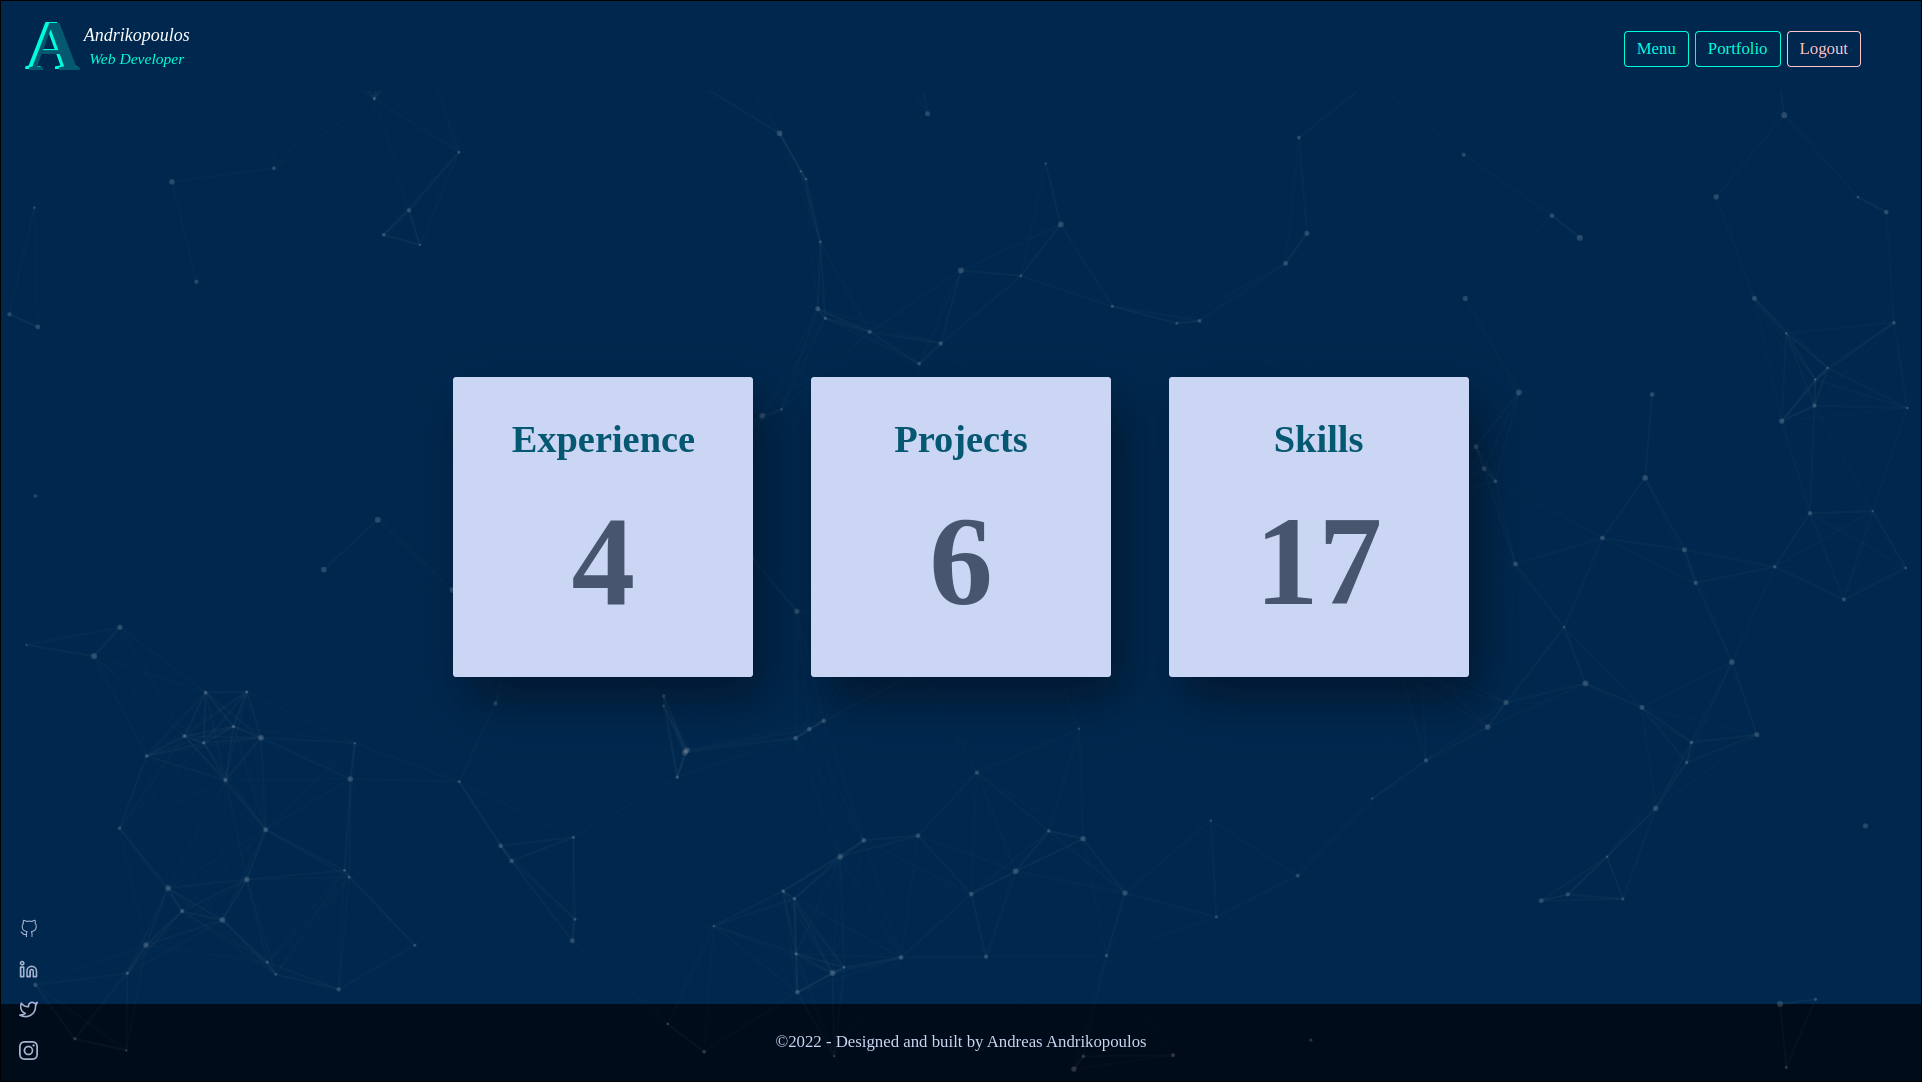 A
Andrikopoulos
Web Developer
Menu
Portfolio
Logout
Experience
4
Projects
6
Skills
17
©2022 - Designed and built by Andreas Andrikopoulos